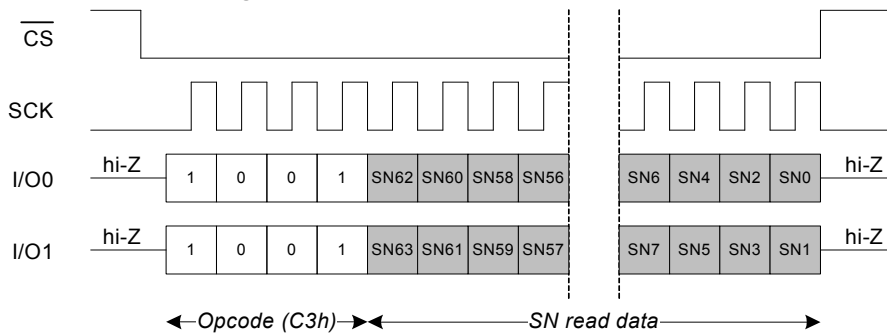 CS
SCK
hi-Z hi-Z
I/O0 1 0 0 1 SN62 SN60 SN58 SN56 SN6 SN4 SN2 SN0
hi-Z hi-Z
I/O1 1 0 0 1 SN63 SN61 SN59 SN57 SN7 SN5 SN3 SN1
Opcode (C3h) SN read data